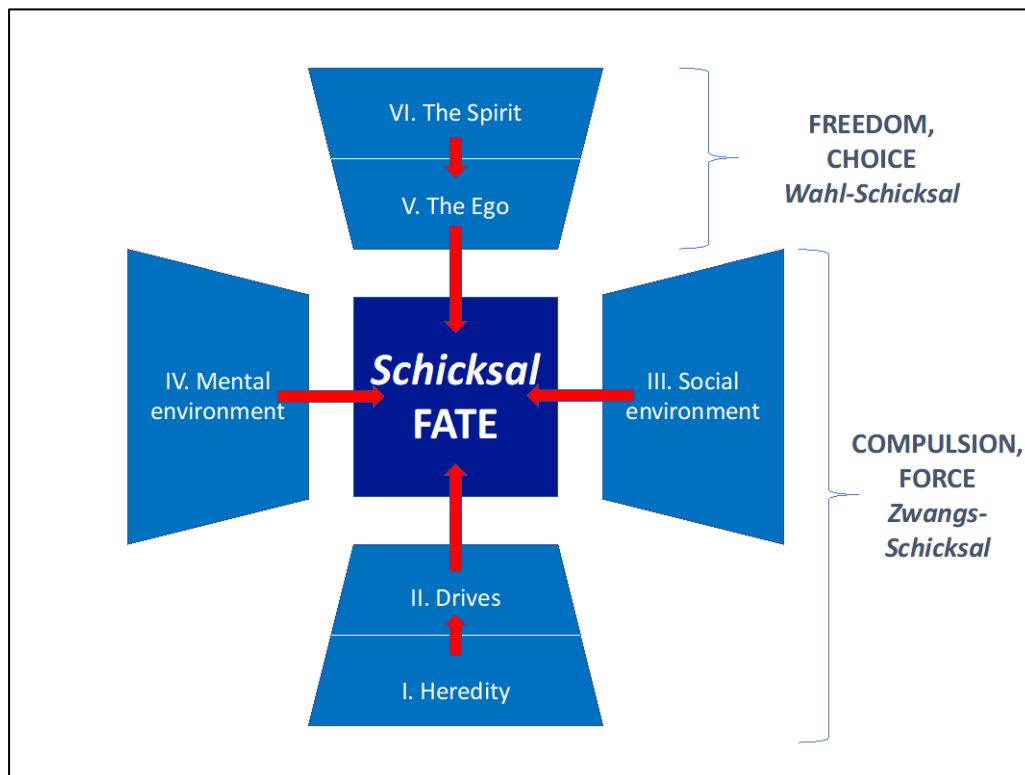 VI. The Spirit
V. The Ego
FREEDOM,
CHOICE
Wahl-Schicksal
IV. Mental
environment
Schicksal
FATE
III. Social
environment
COMPULSION,
FORCE
Zwangs-
Schicksal
II. Drives
I. Heredity